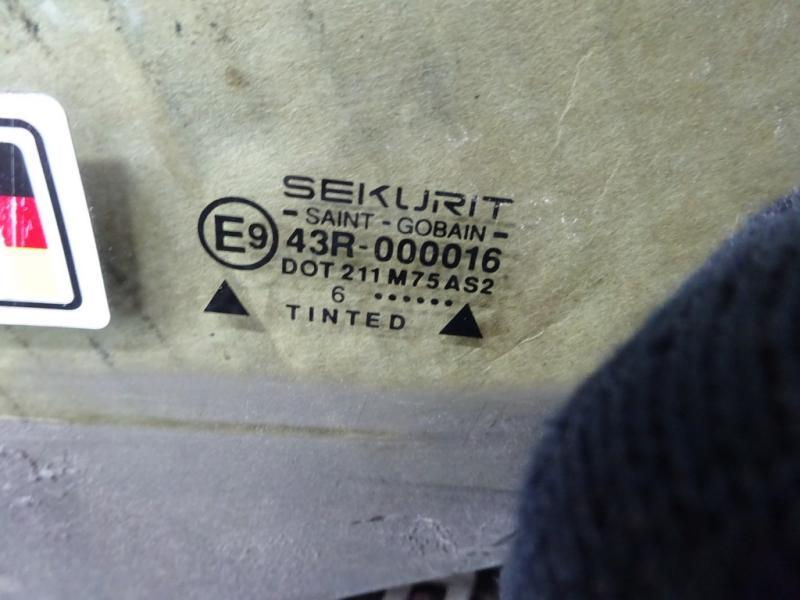 SEKURIT
- SAINT - GOBAIN -
E9 43R-000016
DOT 211 M75 AS2
6 ••••••
TINTED